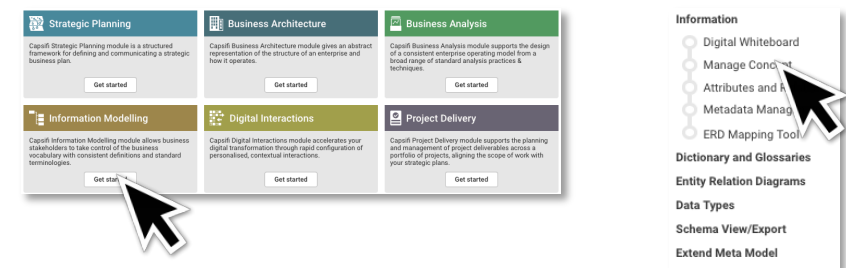 Strategic Planning
Capsifi Strategic Planning module is a structured
framework for defining and communicating a strategic
business plan.
Get started
Business Architecture
Capsifi Business Architecture module gives an abstract
representation of the structure of an enterprise and
how it operates.
Get started
Business Analysis
Capsifi Business Analysis module supports the design
of a consistent enterprise operating model from a
broad range of standard analysis practices &
techniques.
Get started
Information Modelling
Capsifi Information Modelling module allows business
stakeholders to take control of the business
vocabulary with consistent definitions and standard
terminologies.
Get started
Digital Interactions
Capsifi Digital Interactions module accelerates your
digital transformation through rapid configuration of
personalised, contextual interactions.
Get started
Project Delivery
Capsifi Project Delivery module supports the planning
and management of project deliverables across a
portfolio of projects, aligning the scope of work with
your strategic plans.
Get started
Information
Digital Whiteboard
Manage Concept
Attributes and
Metadata Manag
ERD Mapping Tool
Dictionary and Glossaries
Entity Relation Diagrams
Data Types
Schema View/Export
Extend Meta Model